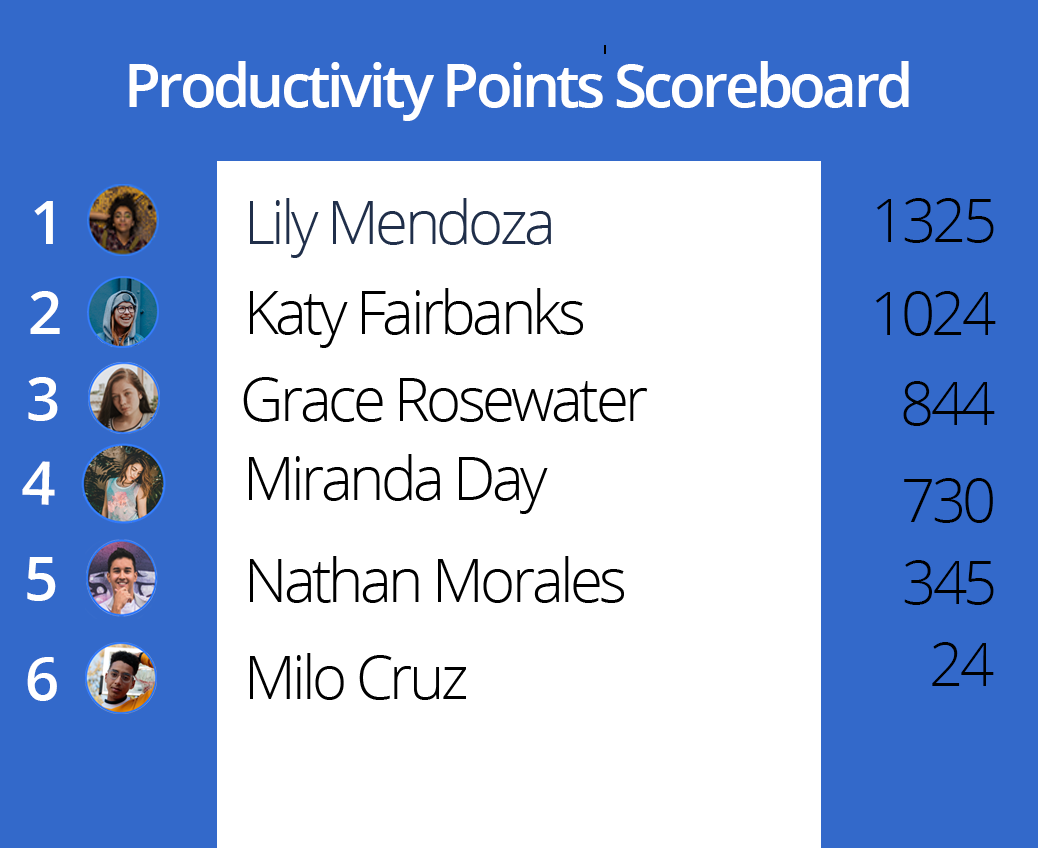 Productivity Points Scoreboard
1 Lily Mendoza 1325
2 Katy Fairbanks 1024
3 Grace Rosewater 844
4 Miranda Day 730
5 Nathan Morales 345
6 Milo Cruz 24